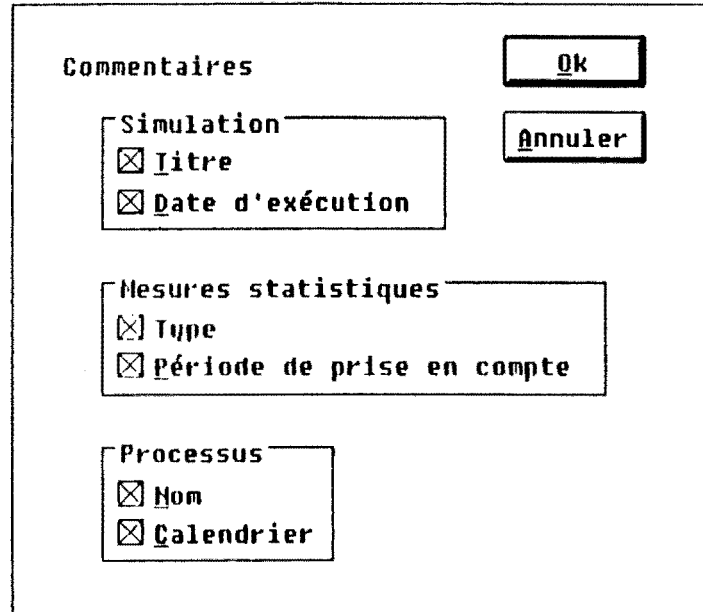 Commentaires
Ok
Annuler
Simulation
Titre
Date d'exécution
Mesures statistiques
Type
Période de prise en compte
Processus
Nom
Calendrier